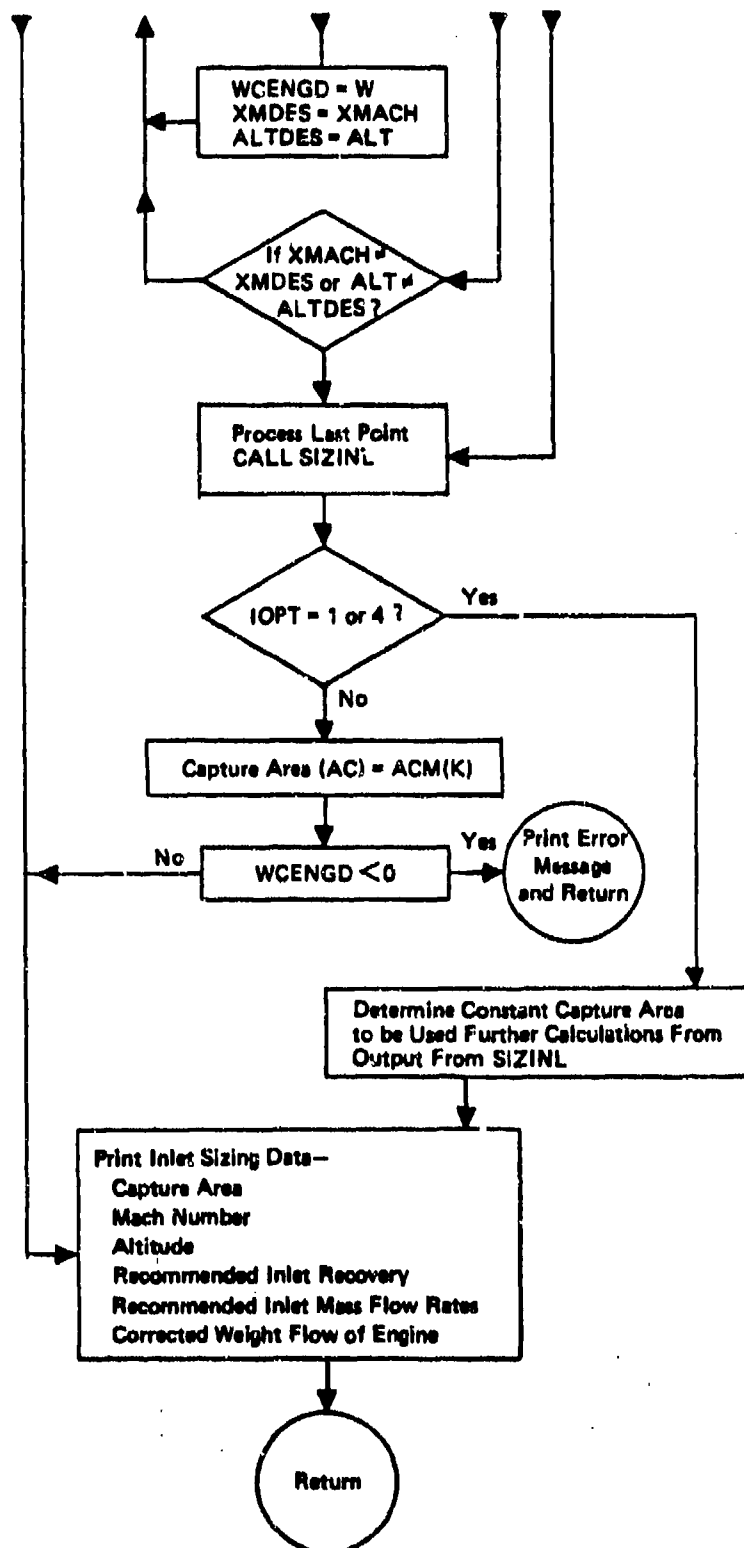 WCENGD = W
XMDES = XMACH
ALTDES = ALT
If XMACH ≠
XMDES or ALT ≠
ALTDES?
Process Last Point
CALL SIZINL
IOPT = 1 or 4 ?
Yes
No
Capture Area (AC) = ACM(K)
No
WCENGD <0
Yes
Print Error
Message
and Return
Determine Constant Capture Area
to be Used Further Calculations From
Output From SIZINL
Print Inlet Sizing Data—
Capture Area
Mach Number
Altitude
Recommended Inlet Recovery
Recommended Inlet Mass Flow Rates
Corrected Weight Flow of Engine
Return